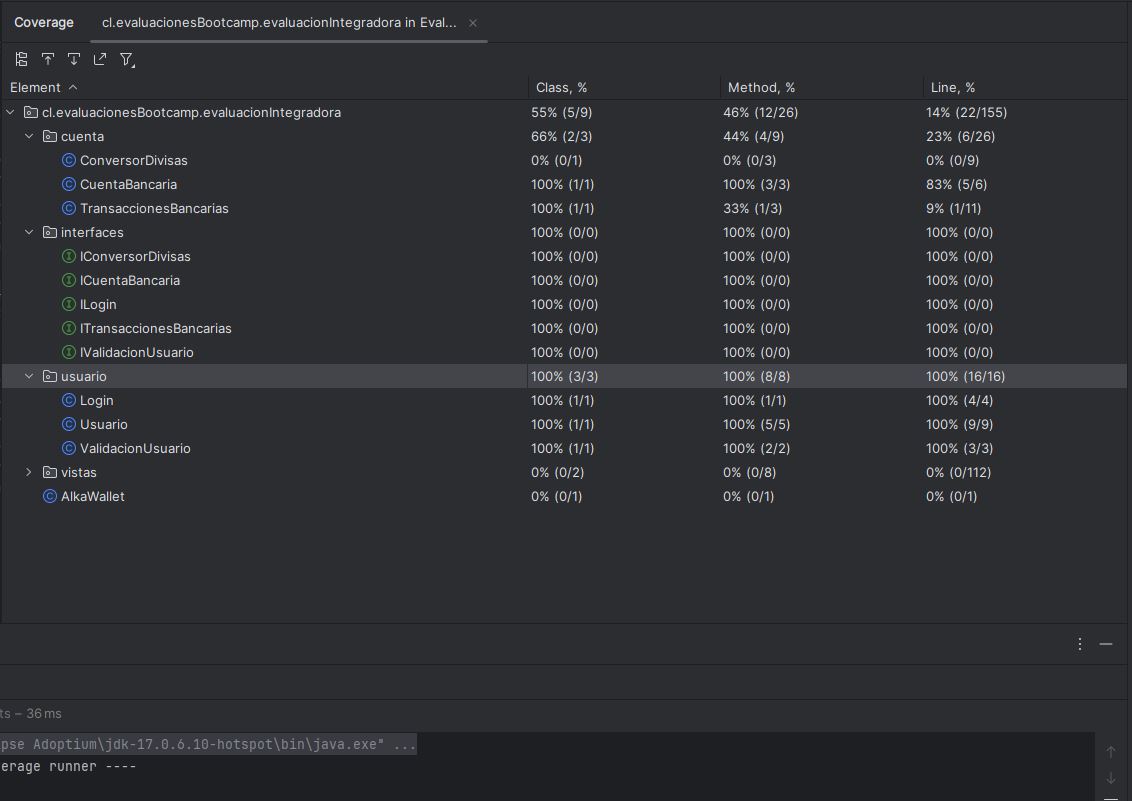 Coverage cl.evaluacionesBootcamp.evaluacionIntegradora in Eval... ×
Element Class, % Method, % Line, %
cl.evaluacionesBootcamp.evaluacionIntegradora 55% (5/9) 46% (12/26) 14% (22/155)
cuenta 66% (2/3) 44% (4/9) 23% (6/26)
ConversorDivisas 0% (0/1) 0% (0/3) 0% (0/9)
CuentaBancaria 100% (1/1) 100% (3/3) 83% (5/6)
TransaccionesBancarias 100% (1/1) 33% (1/3) 9% (1/11)
interfaces 100% (0/0) 100% (0/0) 100% (0/0)
IConversorDivisas 100% (0/0) 100% (0/0) 100% (0/0)
ICuentaBancaria 100% (0/0) 100% (0/0) 100% (0/0)
ILogin 100% (0/0) 100% (0/0) 100% (0/0)
ITransaccionesBancarias 100% (0/0) 100% (0/0) 100% (0/0)
IValidacionUsuario 100% (0/0) 100% (0/0) 100% (0/0)
usuario 100% (3/3) 100% (8/8) 100% (16/16)
Login 100% (1/1) 100% (1/1) 100% (4/4)
Usuario 100% (1/1) 100% (5/5) 100% (9/9)
ValidacionUsuario 100% (1/1) 100% (2/2) 100% (3/3)
vistas 0% (0/2) 0% (0/8) 0% (0/112)
AlkaWallet 0% (0/1) 0% (0/1) 0% (0/1)
ts – 36 ms
pse Adoptium\jdk-17.0.6.10-hotspot\bin\java.exe" ...
erage runner ----